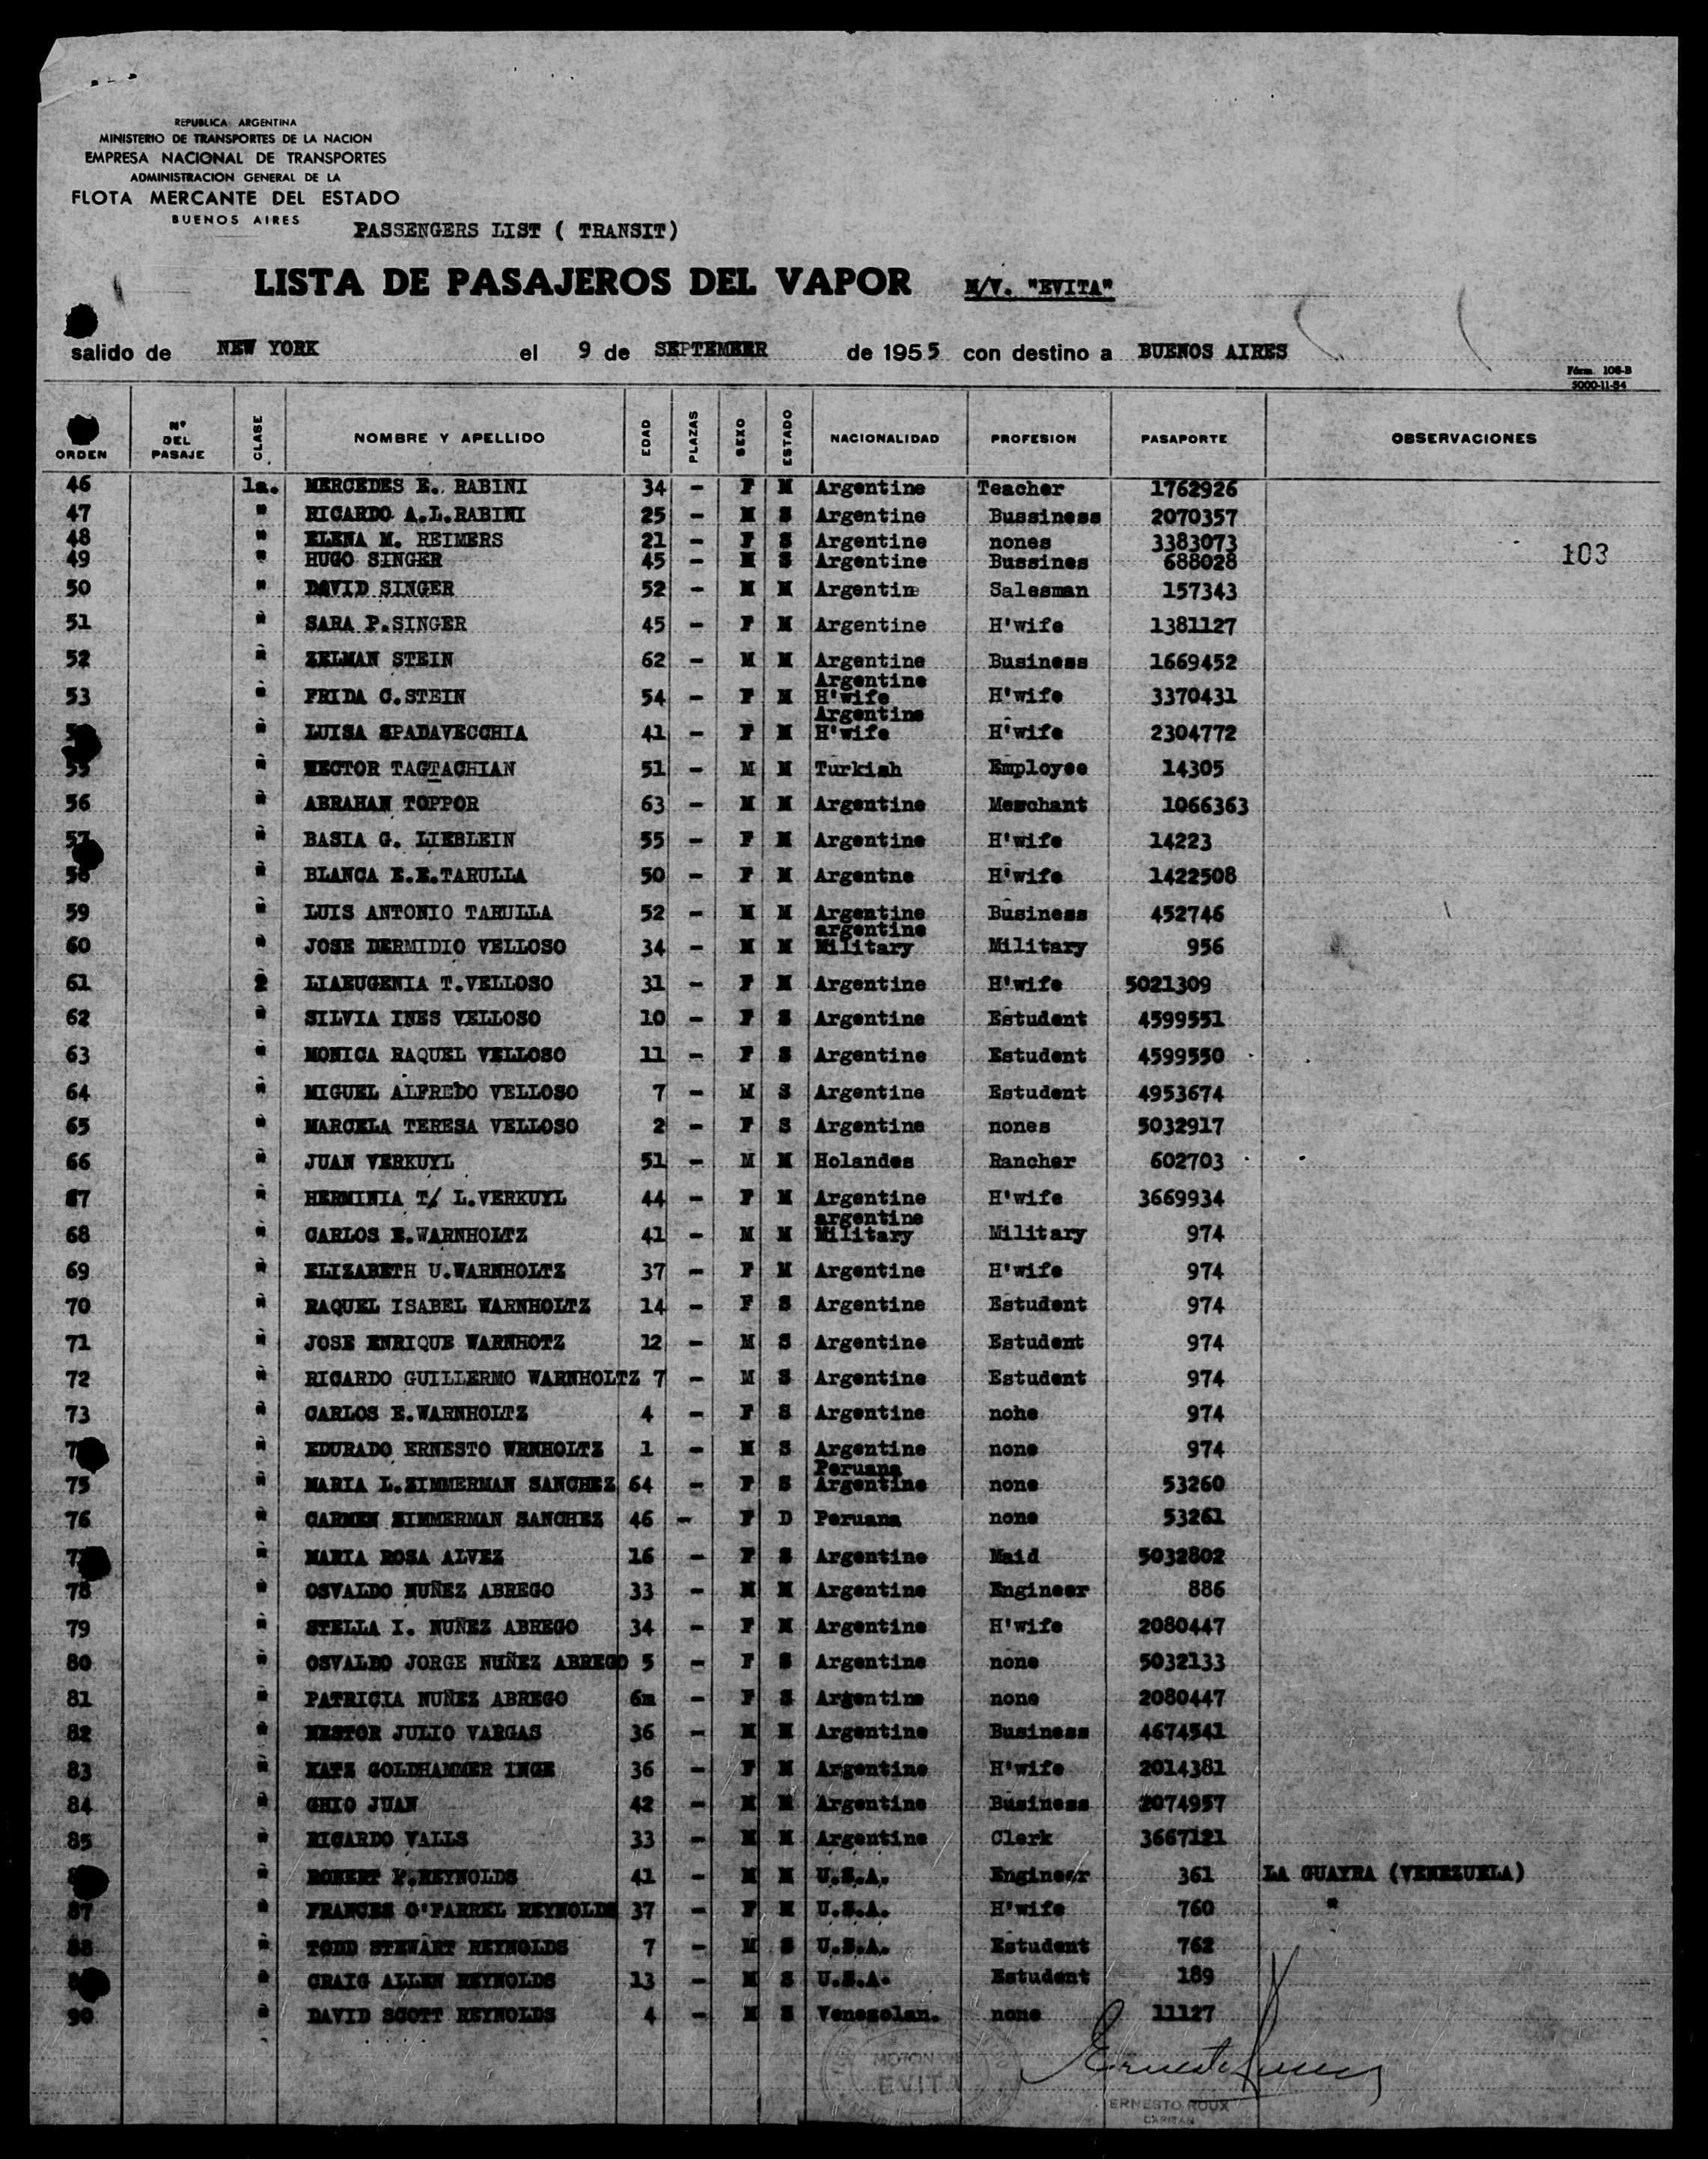 REPUBLICA ARGENTINA
MINISTERIO DE TRANSPORTES DE LA NACION
EMPRESA NACIONAL DE TRANSPORTES
ADMINISTRACION GENERAL DE LA
FLOTA MERCANTE DEL ESTADO
BUENOS AIRES
PASSENGERS LIST ( TRANSIT)
LISTA DE PASAJEROS DEL VAPOR M/V. "EVITA"
salido de NEW YORK el 9 de SEPTEMBER de 1955 con destino a BUENOS AIRES
Fórm. 108-B
5000-11-54
ORDEN Nº DEL PASAJE CLASE NOMBRE Y APELLIDO EDAD PLAZAS SEXO ESTADO NACIONALIDAD PROFESION PASAPORTE OBSERVACIONES
46 1a. MERCEDES E. RABINI 34 - F M Argentine Teacher 1762926
47 " RICARDO A.L.RABINI 25 - M S Argentine Bussiness 2070357
48 " ELENA M. REIMERS 21 - F S Argentine nones 3383073
49 " HUGO SINGER 45 - M S Argentine Bussines 688028
103
50 " DAVID SINGER 52 - M M Argentine Salesman 157343
51 " SARA P.SINGER 45 - F M Argentine H'wife 1381127
52 " ZELMAN STEIN 62 - M M Argentine Business 1669452
Argentine
53 " FRIDA C.STEIN 54 - F M H'wife H'wife 3370431
Argentine
LUISA SPADAVECCHIA 41 - F M H'wife H'wife 2304772
55 " HECTOR TAGTACHIAN 51 - M M Turkish Employee 14305
56 " ABRAHAN TOPPOR 63 - M M Argentine Merchant 1066363
57 " BASIA G. LIEBLEIN 55 - F M Argentine H'wife 14223
58 " BLANCA E.E.TARULLA 50 - F M Argentne H'wife 1422508
59 " LUIS ANTONIO TARULLA 52 - M M Argentine Business 452746
argentine
60 " JOSE DERMIDIO VELLOSO 34 - M M Military Military 956
61 LIAEUGENIA T.VELLOSO 31 - F M Argentine H'wife 5021309
62 " SILVIA INES VELLOSO 10 - F S Argentine Estudent 4599551
63 " MONICA RAQUEL VELLOSO 11 - F S Argentine Estudent 4599550
64 " MIGUEL ALFREDO VELLOSO 7 - M S Argentine Estudent 4953674
65 " MARCELA TERESA VELLOSO 2 - F S Argentine nones 5032917
66 " JUAN VERKUYL 51 - M M Holandes Rancher 602703
67 " HERMINIA T/ L.VERKUYL 44 - F M Argentine H'wife 3669934
argentine
68 " CARLOS E.WARNHOLTZ 41 - M M Military Military 974
69 " ELIZABETH U.WARNHOLTZ 37 - F M Argentine H'wife 974
70 " RAQUEL ISABEL WARNHOLTZ 14 - F S Argentine Estudent 974
71 " JOSE ENRIQUE WARNHOTZ 12 - M S Argentine Estudent 974
72 " RICARDO GUILLERMO WARNHOLTZ 7 - M S Argentine Estudent 974
73 " CARLOS E.WARNHOLTZ 4 - F S Argentine nohe 974
" EDURADO ERNESTO WRNHOLTZ 1 - M S Argentine none 974
Peruana
75 " MARIA L.ZIMMERMAN SANCHEZ 64 - F S Argentine none 53260
76 " CARMEN ZIMMERMAN SANCHEZ 46 - F D Peruana none 53261
" MARIA ROSA ALVEZ 16 - F S Argentine Maid 5032802
78 " OSVALDO NUÑEZ ABREGO 33 - M M Argentine Engineer 886
79 " STELLA I. NUÑEZ ABREGO 34 - F M Argentine H'wife 2080447
80 " OSVALDO JORGE NUÑEZ ABREGO 5 - F S Argentine none 5032133
81 " PATRICIA NUÑEZ ABREGO 6m - F S Argentine none 2080447
82 " NESTOR JULIO VARGAS 36 - M M Argentine Business 4674541
83 " KATZ GOLDHAMMER INGE 36 - F M Argentine H'wife 2014381
84 " GHIO JUAN 42 - M M Argentine Business 2074957
85 " RICARDO VALLS 33 - M M Argentine Clerk 3667121
" ROBERT P.REYNOLDS 41 - M M U.S.A. Engineer 361 LA GUAYRA (VENEZUELA)
87 " FRANCES O'FARREL REYNOLDS 37 - F M U.S.A. H'wife 760 "
88 " TODD STEWART REYNOLDS 7 - M S U.S.A. Estudent 762
" CRAIG ALLEN REYNOLDS 13 - M S U.S.A. Estudent 189
90 " DAVID SCOTT REYNOLDS 4 - M S Venezolan. none 11127
EVITA
ERNESTO ROUX
CAPITAN